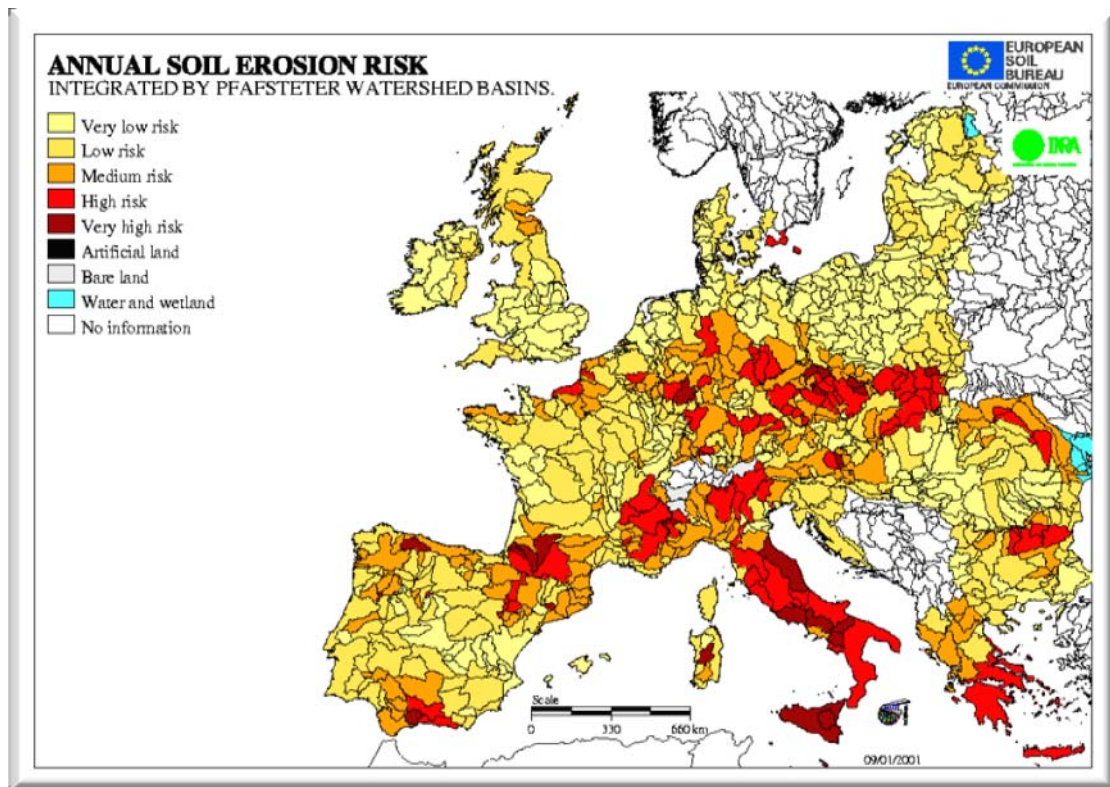 ANNUAL SOIL EROSION RISK
INTEGRATED BY PFAFSTETER WATERSHED BASINS.
Very low risk
Low risk
Medium risk
High risk
Very high risk
Artificial land
Bare land
Water and wetland
No information
EUROPEAN
SOIL
BUREAU
EUROPEAN COMMISSION
INRA
Scale
0 330 660 km
09/01/2001